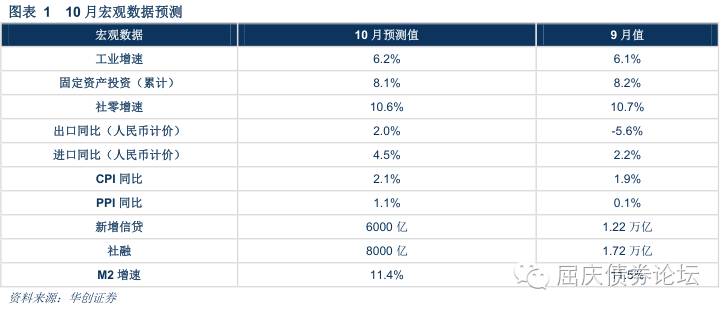 图表 1 10 月宏观数据预测
宏观数据 10 月预测值 9 月值
工业增速 6.2% 6.1%
固定资产投资（累计） 8.1% 8.2%
社零增速 10.6% 10.7%
出口同比（人民币计价） 2.0% -5.6%
进口同比（人民币计价） 4.5% 2.2%
CPI 同比 2.1% 1.9%
PPI 同比 1.1% 0.1%
新增信贷 6000 亿 1.22 万亿
社融 8000 亿 1.72 万亿
M2 增速 11.4% 11.5%
屈庆债券论坛
资料来源：华创证券